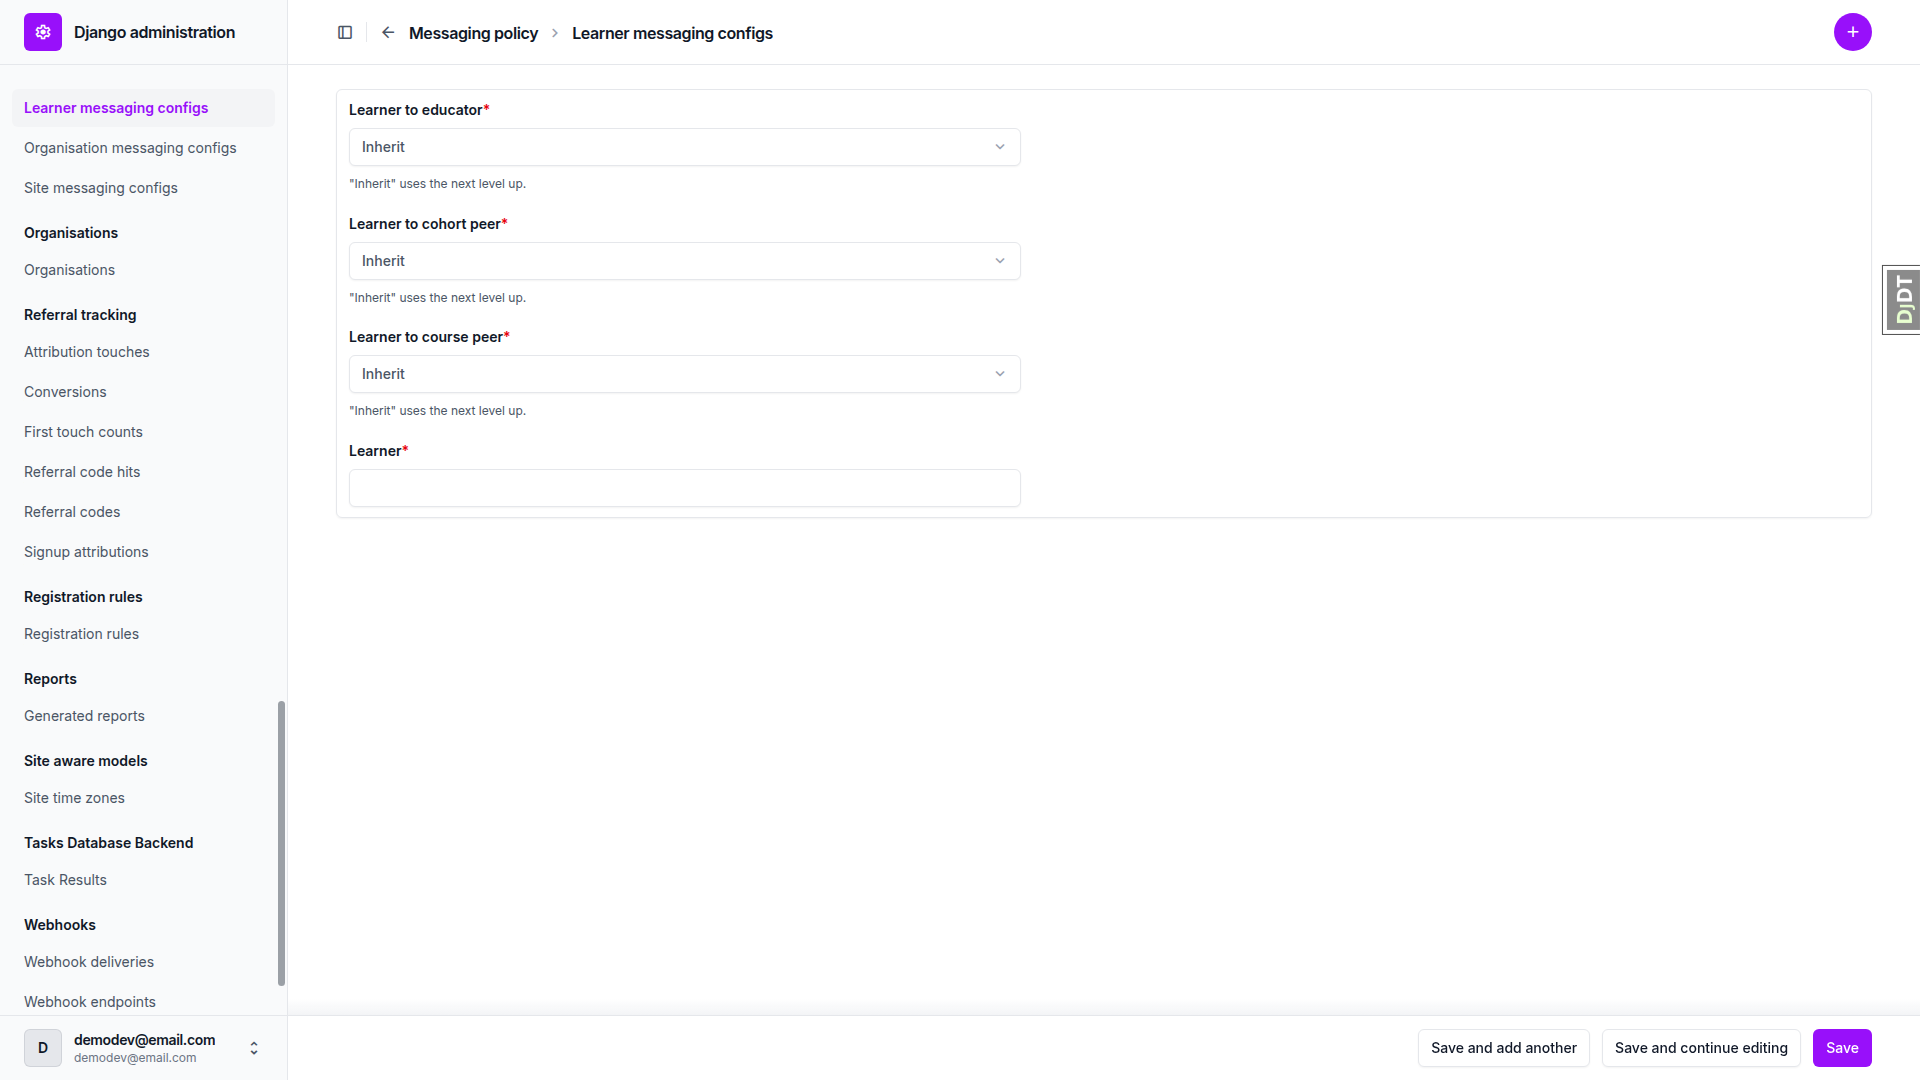 Django administration
Messaging policy
Learner messaging configs
Learner messaging configs
Organisation messaging configs
Site messaging configs
Organisations
Organisations
Referral tracking
Attribution touches
Conversions
First touch counts
Referral code hits
Referral codes
Signup attributions
Registration rules
Registration rules
Reports
Generated reports
Site aware models
Site time zones
Tasks Database Backend
Task Results
Webhooks
Webhook deliveries
Webhook endpoints
D
demodev@email.com
demodev@email.com
Learner to educator*
Inherit
"Inherit" uses the next level up.
Learner to cohort peer*
Inherit
"Inherit" uses the next level up.
Learner to course peer*
Inherit
"Inherit" uses the next level up.
Learner*
DjDT
Save and add another
Save and continue editing
Save